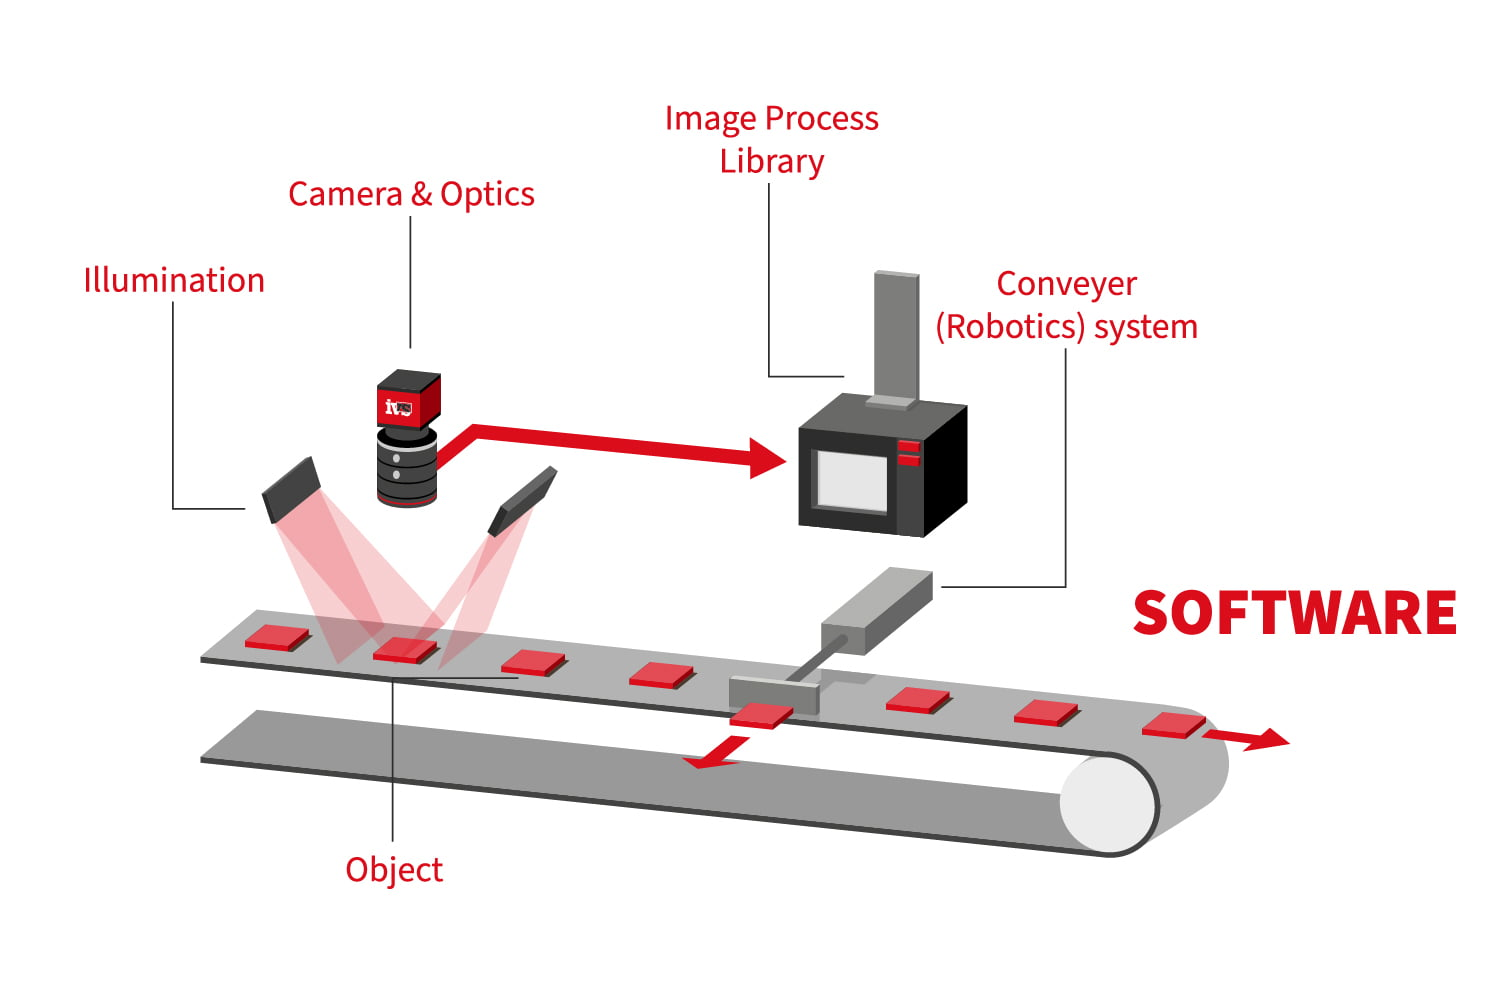 Image Process
Library
Camera & Optics
Illumination
Conveyer
(Robotics) system
SOFTWARE
Object